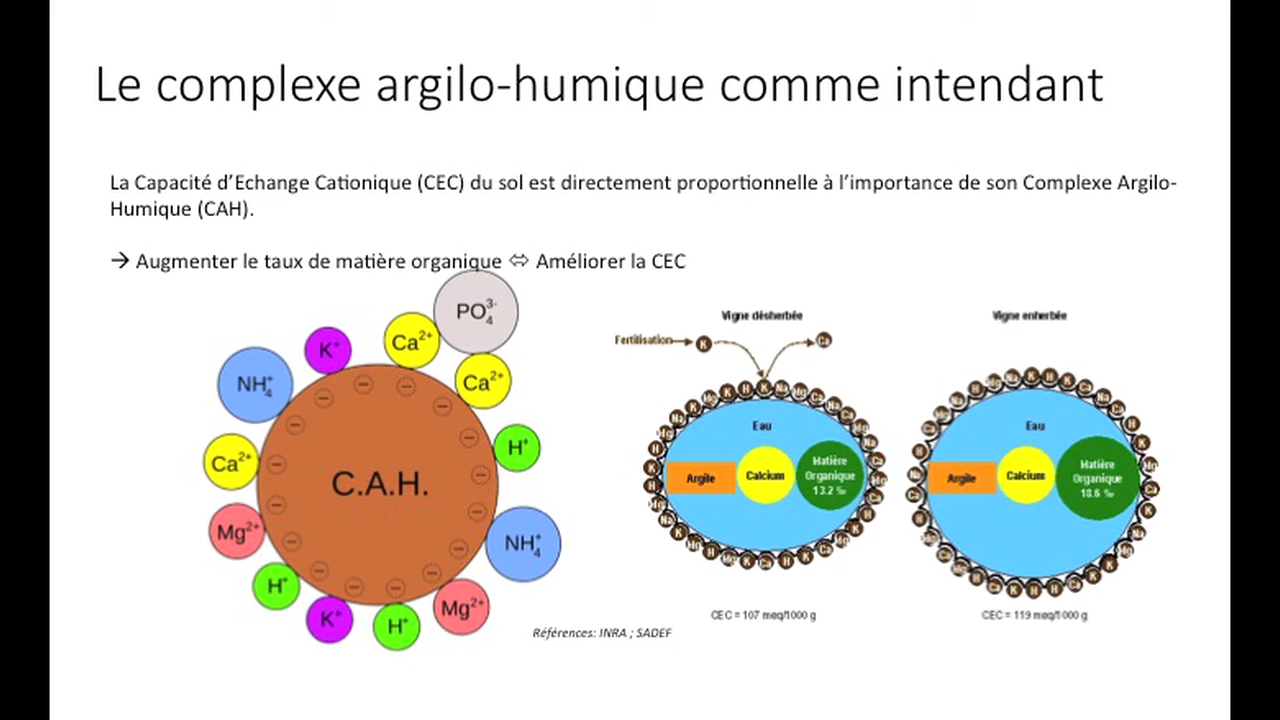 Le complexe argilo-humique comme intendant
La Capacité d'Echange Cationique (CEC) du sol est directement proportionnelle à l'importance de son Complexe Argilo-
Humique (CAH).
→ Augmenter le taux de matière organique ⇔ Améliorer la CEC
PO₄³⁻
Ca²⁺
K⁺
Ca²⁺
NH₄⁺
H⁺
Ca²⁺
C.A.H.
Mg²⁺
NH₄⁺
H⁺
Mg²⁺
K⁺
H⁺
Vigne désherbée
Fertilisation
K
Ca
Eau
Argile
Calcium
Matière
Organique
13.2 ‰
CEC = 107 meq/1000 g
Vigne enherbée
Eau
Argile
Calcium
Matière
Organique
18.6 ‰
CEC = 119 meq/1000 g
Références: INRA ; SADEF